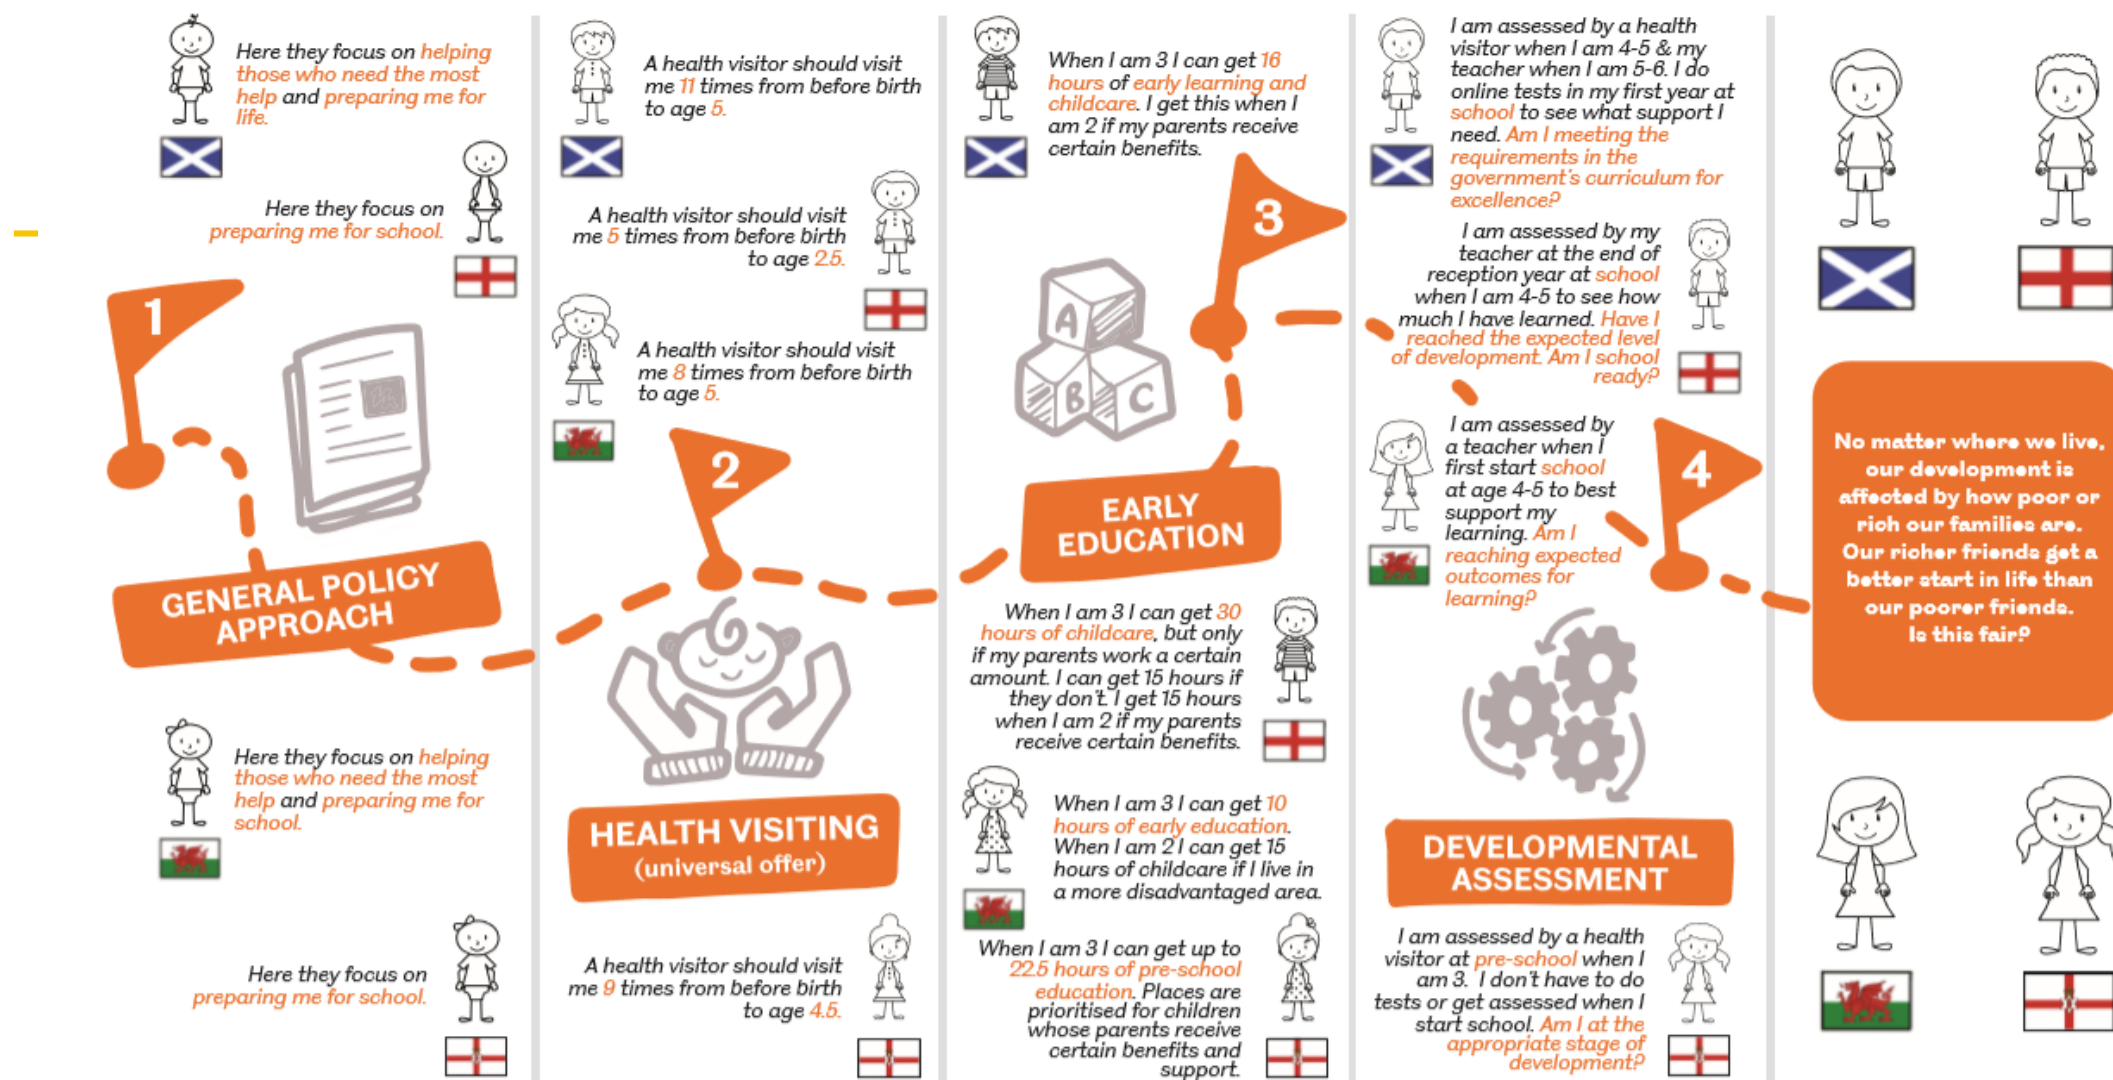 Here they focus on helping
those who need the most
help and preparing me for
life.
Here they focus on
preparing me for school.
1
GENERAL POLICY
APPROACH
Here they focus on helping
those who need the most
help and preparing me for
school.
Here they focus on
preparing me for school.
A health visitor should visit
me 11 times from before birth
to age 5.
A health visitor should visit
me 5 times from before birth
to age 2.5.
A health visitor should visit
me 8 times from before birth
to age 5.
2
HEALTH VISITING
(universal offer)
A health visitor should visit
me 9 times from before birth
to age 4.5.
When I am 3 I can get 16
hours of early learning and
childcare. I get this when I
am 2 if my parents receive
certain benefits.
3
A
B
C
EARLY
EDUCATION
When I am 3 I can get 30
hours of childcare, but only
if my parents work a certain
amount. I can get 15 hours if
they don't. I get 15 hours
when I am 2 if my parents
receive certain benefits.
When I am 3 I can get 10
hours of early education.
When I am 2 I can get 15
hours of childcare if I live in
a more disadvantaged area.
When I am 3 I can get up to
22.5 hours of pre-school
education. Places are
prioritised for children
whose parents receive
certain benefits and
support.
I am assessed by a health
visitor when I am 4-5 & my
teacher when I am 5-6. I do
online tests in my first year at
school to see what support I
need. Am I meeting the
requirements in the
government's curriculum for
excellence?
I am assessed by my
teacher at the end of
reception year at school
when I am 4-5 to see how
much I have learned. Have I
reached the expected level
of development. Am I school
ready?
I am assessed by
a teacher when I
first start school
at age 4-5 to best
support my
learning. Am I
reaching expected
outcomes for
learning?
4
DEVELOPMENTAL
ASSESSMENT
I am assessed by a health
visitor at pre-school when I
am 3. I don't have to do
tests or get assessed when I
start school. Am I at the
appropriate stage of
development?
No matter where we live,
our development is
affected by how poor or
rich our families are.
Our richer friends get a
better start in life than
our poorer friends.
Is this fair?